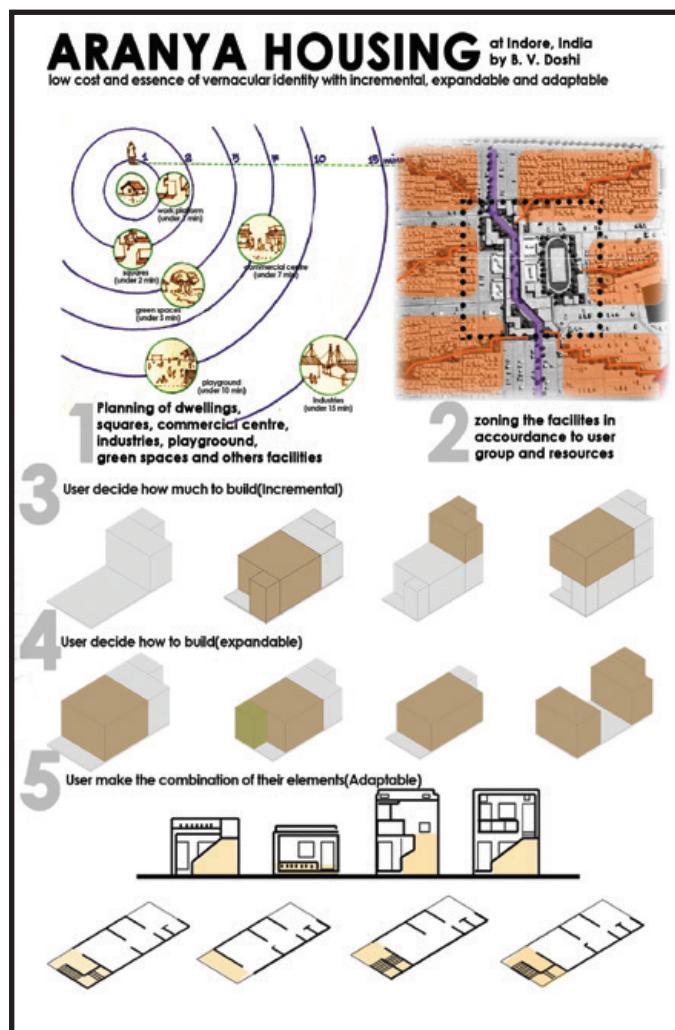 ARANYA HOUSING
at Indore, India
by B. V. Doshi
low cost and essence of vernacular identity with incremental, expandable and adaptable
1 2 5 7 10 15 mins
work platform
(under 1 min)
squares
(under 2 min)
green spaces
(under 5 min)
commercial centre
(under 7 min)
playground
(under 10 min)
Industries
(under 15 min)
1
Planning of dwellings,
squares, commercial centre,
industries, playgroound,
green spaces and others facilities
2
zoning the facilites in
accourdance to user
group and resources
3
User decide how much to build(Incremental)
4
User decide how to build(expandable)
5
User make the combination of their elements(Adaptable)